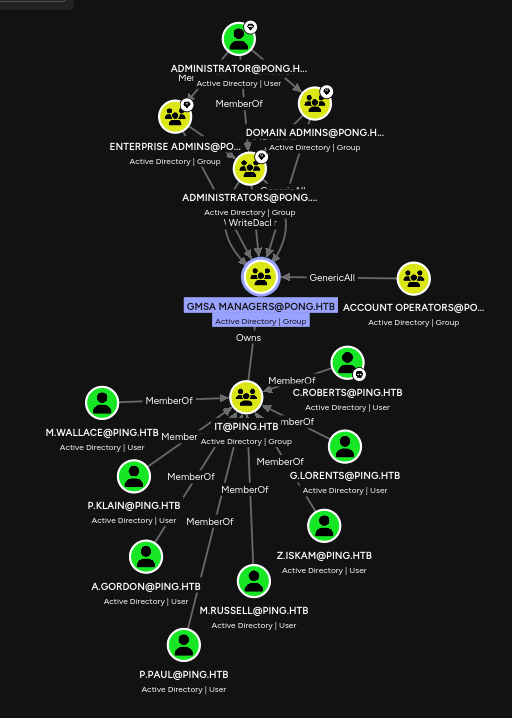 ADMINISTRATOR@PONG.H...
Active Directory | User
MemberOf
ENTERPRISE ADMINS@PO...
Active Directory | Group
DOMAIN ADMINS@PONG.H...
Active Directory | Group
ADMINISTRATORS@PONG....
Active Directory | Group
WriteDacl
GMSA MANAGERS@PONG.HTB
Active Directory | Group
GenericAll
ACCOUNT OPERATORS@PO...
Active Directory | Group
Owns
IT@PING.HTB
Active Directory | Group
MemberOf
C.ROBERTS@PING.HTB
Active Directory | User
MemberOf
M.WALLACE@PING.HTB
Active Directory | User
Member
mberOf
G.LORENTS@PING.HTB
Active Directory | User
MemberOf
P.KLAIN@PING.HTB
Active Directory | User
MemberOf
MemberOf
MemberOf
Z.ISKAM@PING.HTB
Active Directory | User
A.GORDON@PING.HTB
Active Directory | User
M.RUSSELL@PING.HTB
Active Directory | User
P.PAUL@PING.HTB
Active Directory | User